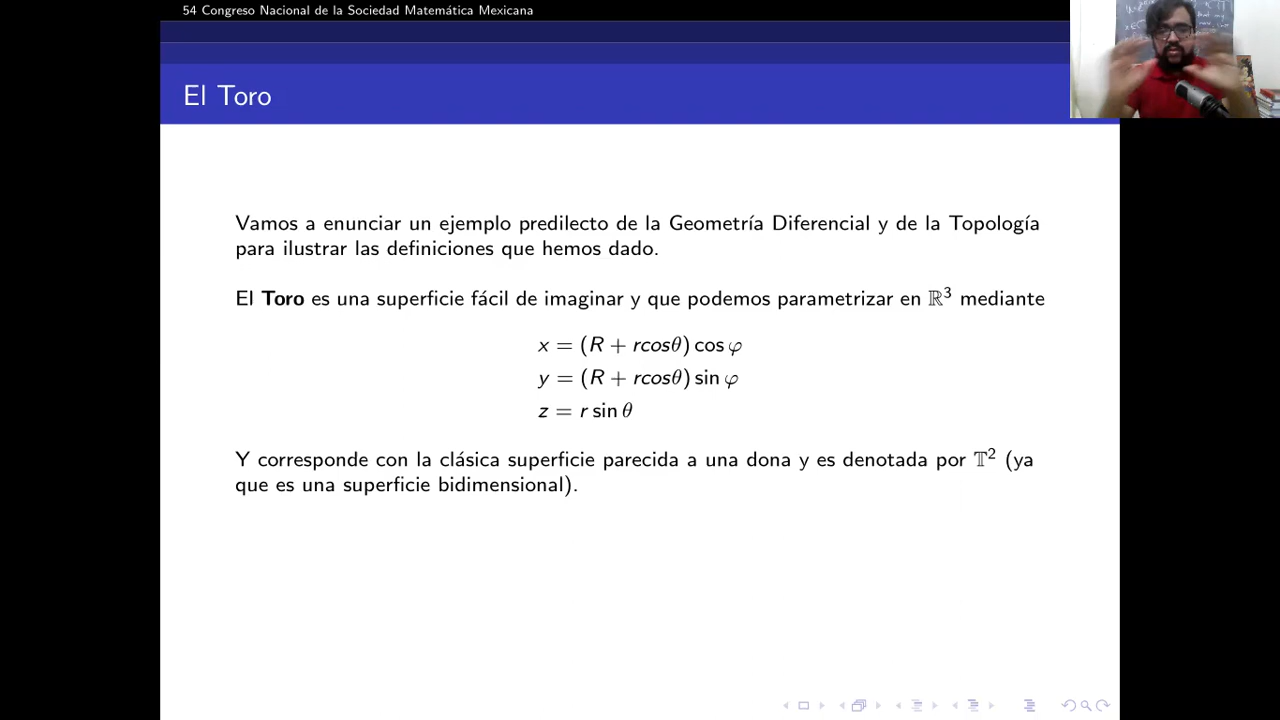 54 Congreso Nacional de la Sociedad Matemática Mexicana
El Toro
Vamos a enunciar un ejemplo predilecto de la Geometría Diferencial y de la Topología
para ilustrar las definiciones que hemos dado.
El Toro es una superficie fácil de imaginar y que podemos parametrizar en ℝ³ mediante
x = (R + rcosθ) cos φ
y = (R + rcosθ) sin φ
z = r sin θ
Y corresponde con la clásica superficie parecida a una dona y es denotada por 𝕋² (ya
que es una superficie bidimensional).